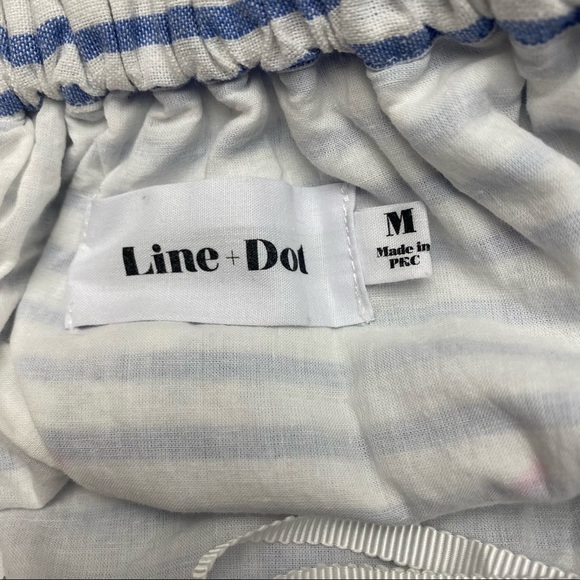 Line + Dot
M
Made in
PRC